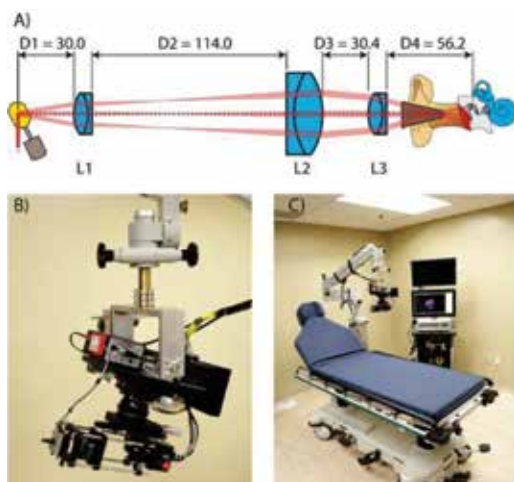 A)
D1 = 30.0
D2 = 114.0
D3 = 30.4
D4 = 56.2
L1
L2
L3
B)
C)